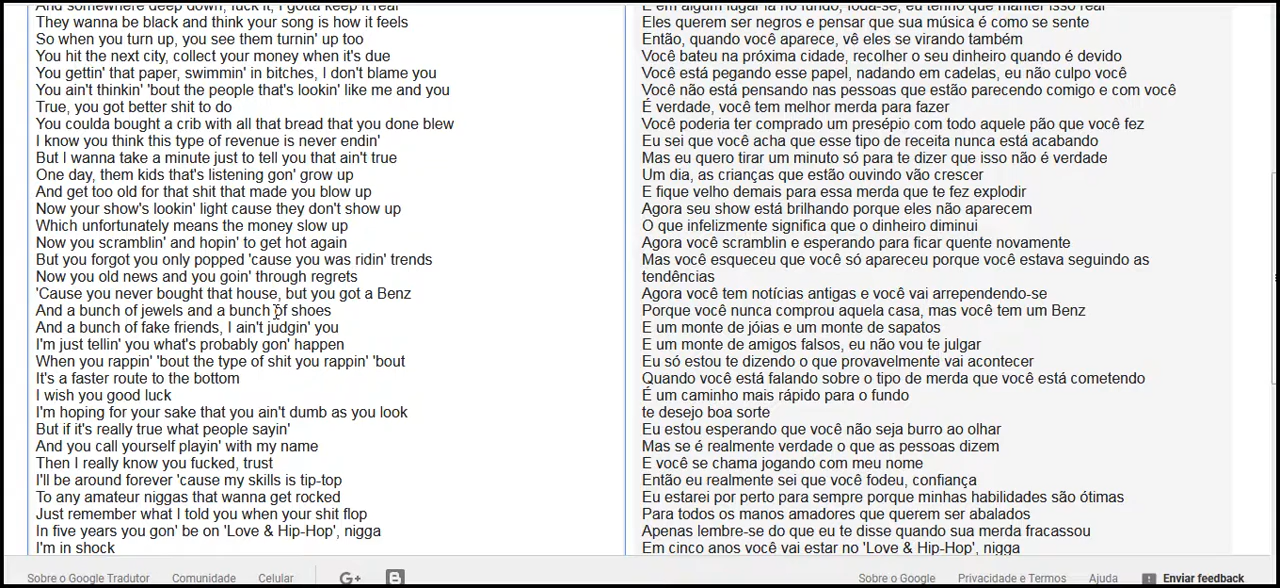 And somewhere deep down, fuck it, I gotta keep it real
They wanna be black and think your song is how it feels
So when you turn up, you see them turnin' up too
You hit the next city, collect your money when it's due
You gettin' that paper, swimmin' in bitches, I don't blame you
You ain't thinkin' 'bout the people that's lookin' like me and you
True, you got better shit to do
You coulda bought a crib with all that bread that you done blew
I know you think this type of revenue is never endin'
But I wanna take a minute just to tell you that ain't true
One day, them kids that's listening gon' grow up
And get too old for that shit that made you blow up
Now your show's lookin' light cause they don't show up
Which unfortunately means the money slow up
Now you scramblin' and hopin' to get hot again
But you forgot you only popped 'cause you was ridin' trends
Now you old news and you goin' through regrets
'Cause you never bought that house, but you got a Benz
And a bunch of jewels and a bunch of shoes
And a bunch of fake friends, I ain't judgin' you
I'm just tellin' you what's probably gon' happen
When you rappin' 'bout the type of shit you rappin' 'bout
It's a faster route to the bottom
I wish you good luck
I'm hoping for your sake that you ain't dumb as you look
But if it's really true what people sayin'
And you call yourself playin' with my name
Then I really know you fucked, trust
I'll be around forever 'cause my skills is tip-top
To any amateur niggas that wanna get rocked
Just remember what I told you when your shit flop
In five years you gon' be on 'Love & Hip-Hop', nigga
I'm in shock
E em algum lugar lá no fundo, foda-se, eu tenho que manter isso real
Eles querem ser negros e pensar que sua música é como se sente
Então, quando você aparece, vê eles se virando também
Você bateu na próxima cidade, recolher o seu dinheiro quando é devido
Você está pegando esse papel, nadando em cadelas, eu não culpo você
Você não está pensando nas pessoas que estão parecendo comigo e com você
É verdade, você tem melhor merda para fazer
Você poderia ter comprado um presépio com todo aquele pão que você fez
Eu sei que você acha que esse tipo de receita nunca está acabando
Mas eu quero tirar um minuto só para te dizer que isso não é verdade
Um dia, as crianças que estão ouvindo vão crescer
E fique velho demais para essa merda que te fez explodir
Agora seu show está brilhando porque eles não aparecem
O que infelizmente significa que o dinheiro diminui
Agora você scramblin e esperando para ficar quente novamente
Mas você esqueceu que você só apareceu porque você estava seguindo as
tendências
Agora você tem notícias antigas e você vai arrependendo-se
Porque você nunca comprou aquela casa, mas você tem um Benz
E um monte de jóias e um monte de sapatos
E um monte de amigos falsos, eu não vou te julgar
Eu só estou te dizendo o que provavelmente vai acontecer
Quando você está falando sobre o tipo de merda que você está cometendo
É um caminho mais rápido para o fundo
te desejo boa sorte
Eu estou esperando que você não seja burro ao olhar
Mas se é realmente verdade o que as pessoas dizem
E você se chama jogando com meu nome
Então eu realmente sei que você fodeu, confiança
Eu estarei por perto para sempre porque minhas habilidades são ótimas
Para todos os manos amadores que querem ser abalados
Apenas lembre-se do que eu te disse quando sua merda fracassou
Em cinco anos você vai estar no 'Love & Hip-Hop', nigga
Sobre o Google Tradutor Comunidade Celular G+ B Sobre o Google Privacidade e Termos Ajuda Enviar feedback